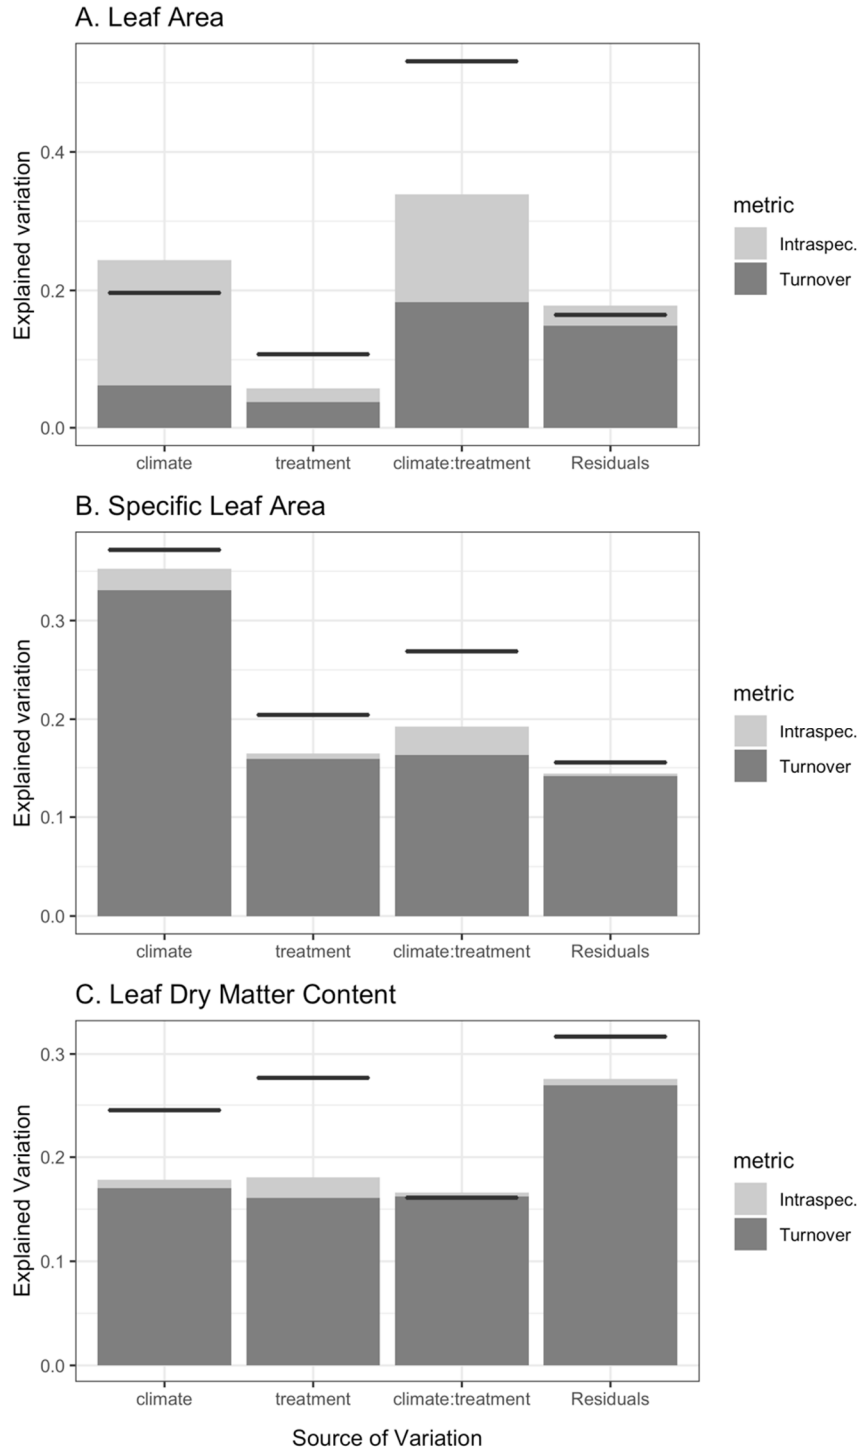 A. Leaf Area
Explained variation
0.4
0.2
0.0
climate treatment climate:treatment Residuals
metric
Intraspec.
Turnover
B. Specific Leaf Area
Explained variation
0.3
0.2
0.1
0.0
climate treatment climate:treatment Residuals
metric
Intraspec.
Turnover
C. Leaf Dry Matter Content
Explained Variation
0.3
0.2
0.1
0.0
climate treatment climate:treatment Residuals
metric
Intraspec.
Turnover
Source of Variation